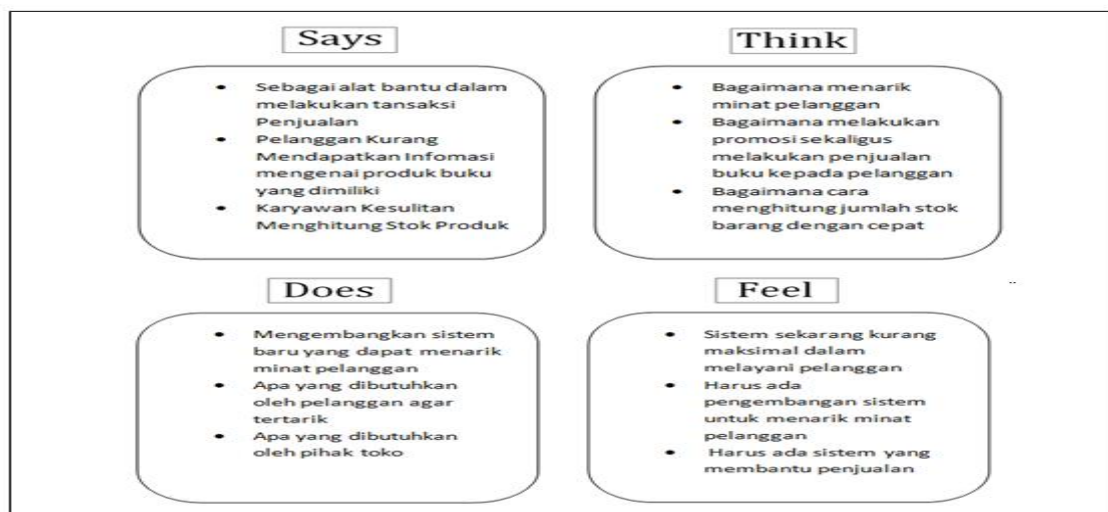 Says
• Sebagai alat bantu dalam
melakukan tansaksi
Penjualan
• Pelanggan Kurang
Mendapatkan Infomasi
mengenai produk buku
yang dimiliki
• Karyawan Kesulitan
Menghitung Stok Produk
Think
• Bagaimana menarik
minat pelanggan
• Bagaimana melakukan
promosi sekaligus
melakukan penjualan
buku kepada pelanggan
• Bagaimana cara
menghitung jumlah stok
barang dengan cepat
Does
• Mengembangkan sistem
baru yang dapat menarik
minat pelanggan
• Apa yang dibutuhkan
oleh pelanggan agar
tertarik
• Apa yang dibutuhkan
oleh pihak toko
Feel
• Sistem sekarang kurang
maksimal dalam
melayani pelanggan
• Harus ada
pengembangan sistem
untuk menarik minat
pelanggan
• Harus ada sistem yang
membantu penjualan